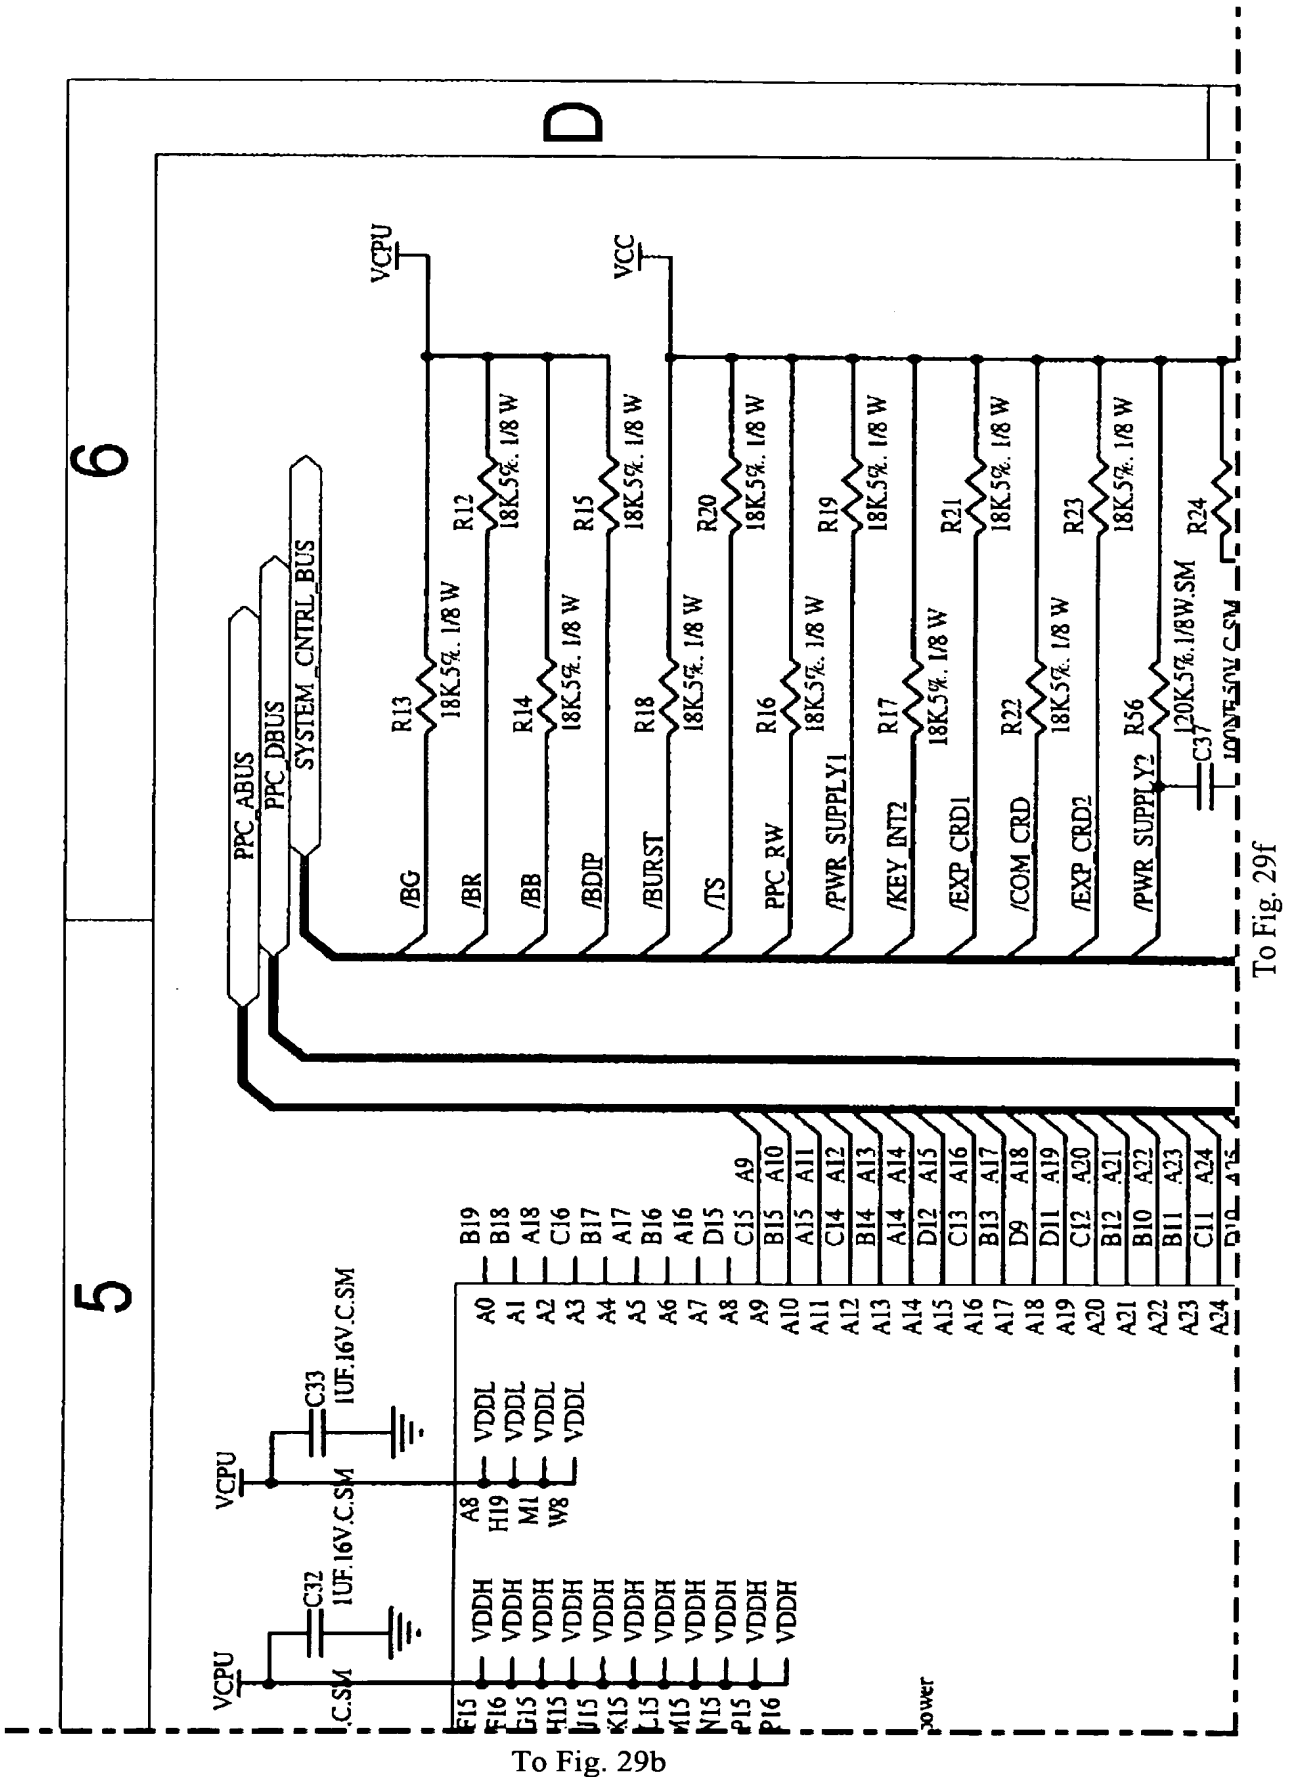 D
6
5
PPC_ABUS
PPC_DBUS
SYSTEM_CNTRL_BUS
VCPU
VCC
/BG
R13
18K.5%. 1/8 W
/BR
R12
18K.5%. 1/8 W
/BB
R14
18K.5%. 1/8 W
/BDIP
R15
18K.5%. 1/8 W
/BURST
R18
18K.5%. 1/8 W
/TS
R20
18K.5%. 1/8 W
PPC_RW
R16
18K.5%. 1/8 W
/PWR_SUPPLY1
R19
18K.5%. 1/8 W
/KEY_INT2
R17
18K.5%. 1/8 W
/EXP_CRD1
R21
18K.5%. 1/8 W
/COM_CRD
R22
18K.5%. 1/8 W
/EXP_CRD2
R23
18K.5%. 1/8 W
/PWR_SUPPLY2
R56
120K.5%.1/8W.SM
R24
C37
100NF.50V.C.SM
VCPU
C33
1UF.16V.C.SM
VCPU
C32
1UF.16V.C.SM
.C.SM
A8 VDDL
H19 VDDL
M1 VDDL
W8 VDDL
F15 VDDH
F16 VDDH
G15 VDDH
H15 VDDH
J15 VDDH
K15 VDDH
L15 VDDH
M15 VDDH
N15 VDDH
P15 VDDH
P16 VDDH
A0 B19
A1 B18
A2 A18
A3 C16
A4 B17
A5 A17
A6 B16
A7 A16
A8 D15
A9 C15 A9
A10 B15 A10
A11 A15 A11
A12 C14 A12
A13 B14 A13
A14 A14 A14
A15 D12 A15
A16 C13 A16
A17 B13 A17
A18 D9 A18
A19 D11 A19
A20 C12 A20
A21 B12 A21
A22 B10 A22
A23 B11 A23
A24 C11 A24
D10 A25
power
To Fig. 29b
To Fig. 29f